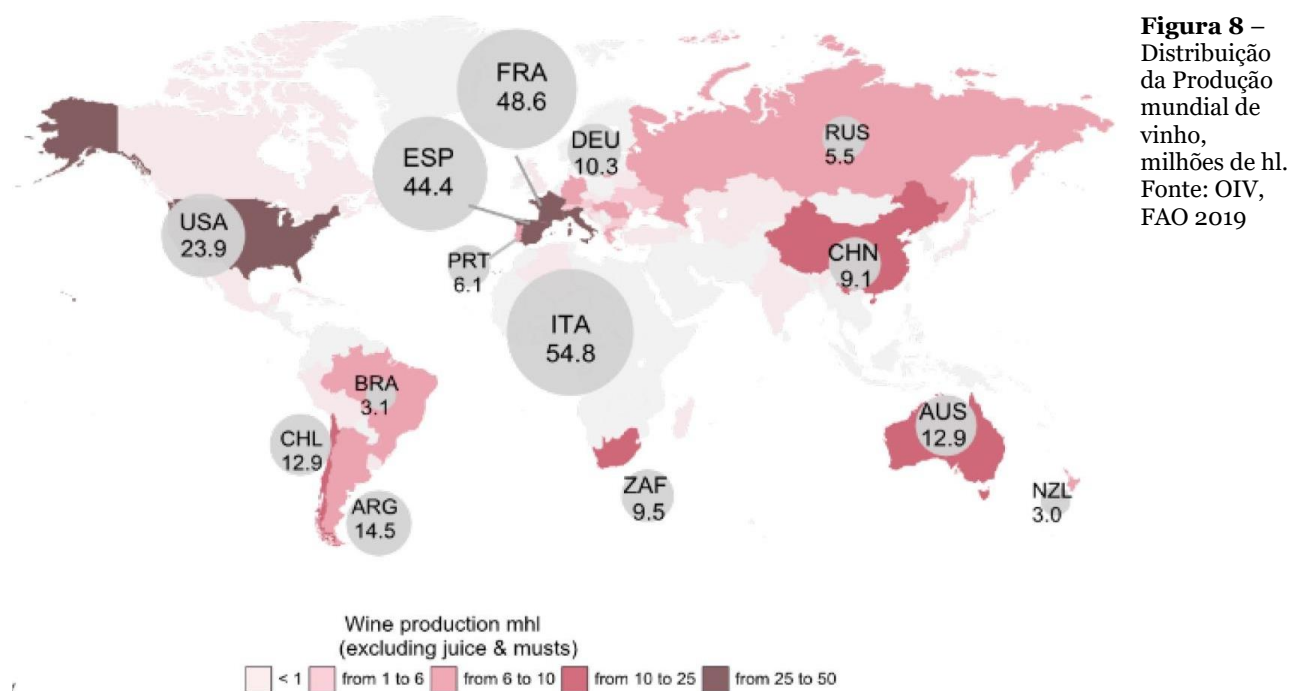 Figura 8 –
Distribuição
da Produção
mundial de
vinho,
milhões de hl.
Fonte: OIV,
FAO 2019
FRA
48.6
DEU
10.3
RUS
5.5
ESP
44.4
USA
23.9
PRT
6.1
CHN
9.1
ITA
54.8
BRA
3.1
AUS
12.9
CHL
12.9
ZAF
9.5
NZL
3.0
ARG
14.5
Wine production mhl
(excluding juice & musts)
< 1 from 1 to 6 from 6 to 10 from 10 to 25 from 25 to 50